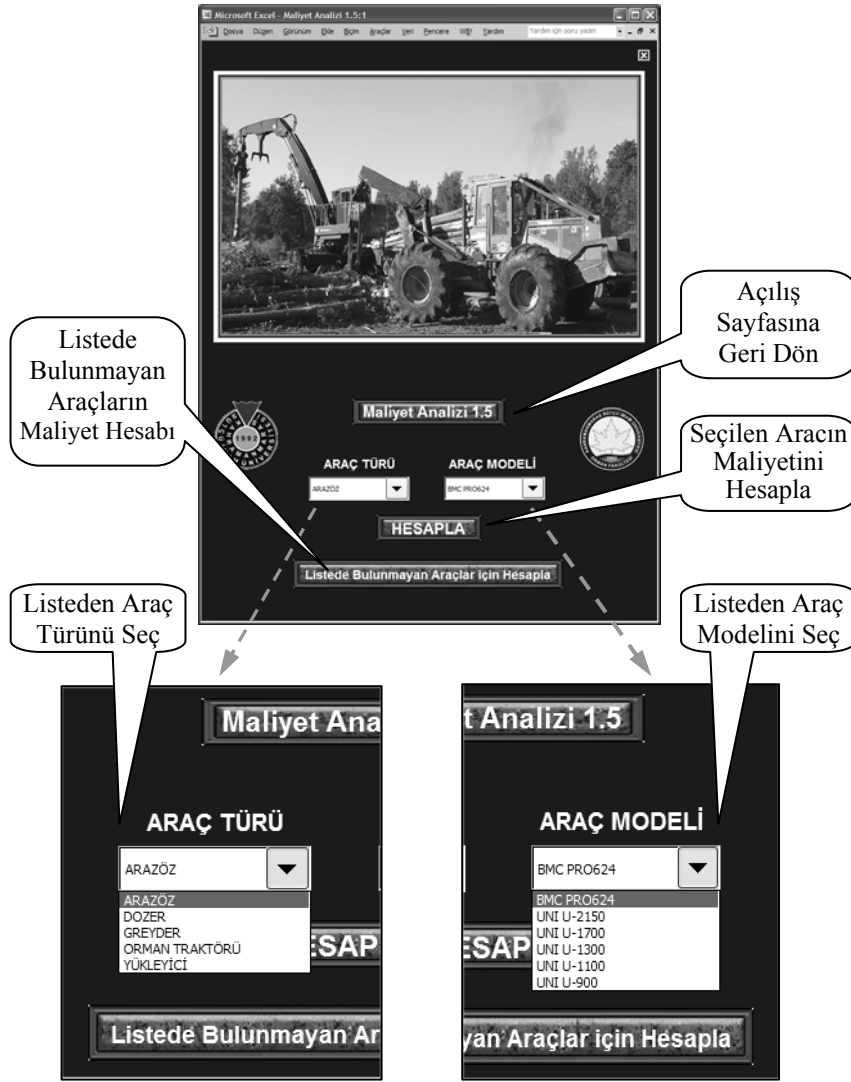 Microsoft Excel - Maliyet Analizi 1.5:1
Dosya Düzen Görünüm Ekle Biçim Araçlar Veri Pencere Yardım Yardım için soru yazın
Açılış
Sayfasına
Geri Dön
Listede
Bulunmayan
Araçların
Maliyet Hesabı
Maliyet Analizi 1.5
1992
Seçilen Aracın
Maliyetini
Hesapla
ARAÇ TÜRÜ ARAÇ MODELİ
ARAZÖZ BMC PRO624
HESAPLA
Listede Bulunmayan Araçlar için Hesapla
Listeden Araç
Türünü Seç
Listeden Araç
Modelini Seç
Maliyet Ana
ARAÇ TÜRÜ
ARAZÖZ
ARAZÖZ
DOZER
GREYDER
ORMAN TRAKTÖRÜ
YÜKLEYİCİ
ESAP
Listede Bulunmayan Ar
t Analizi 1.5
ARAÇ MODELİ
BMC PRO624
BMC PRO624
UNI U-2150
UNI U-1700
UNI U-1300
UNI U-1100
UNI U-900
ESAP
yan Araçlar için Hesapla